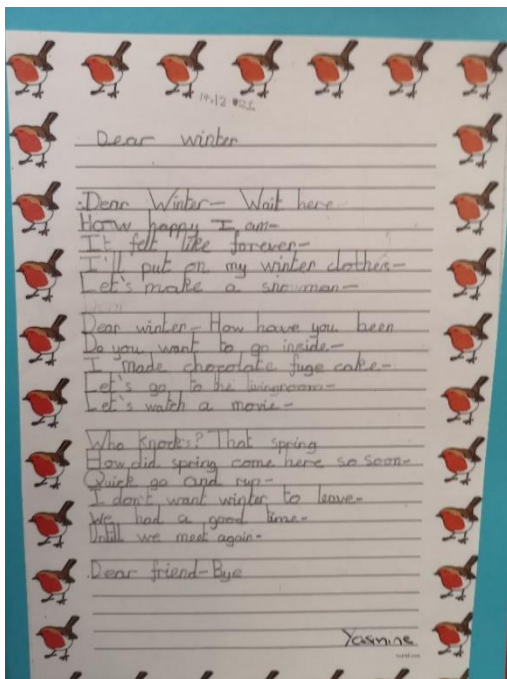 14.12.21
Dear winter
Dear Winter- Wait here
How happy I am-
It felt like forever-
I'll put on my winter clothes-
Let's make a snowman-
Dear winter- How have you been
Do you want to go inside-
I made chocolate fuge cake-
Let's go to the livingroom-
Let's watch a movie-
Who knocks? That spring
How did spring come here so soon-
Quick go and run-
I don't want winter to leave-
We had a good time-
Untill we meet again-
Dear friend-Bye
Yasmine